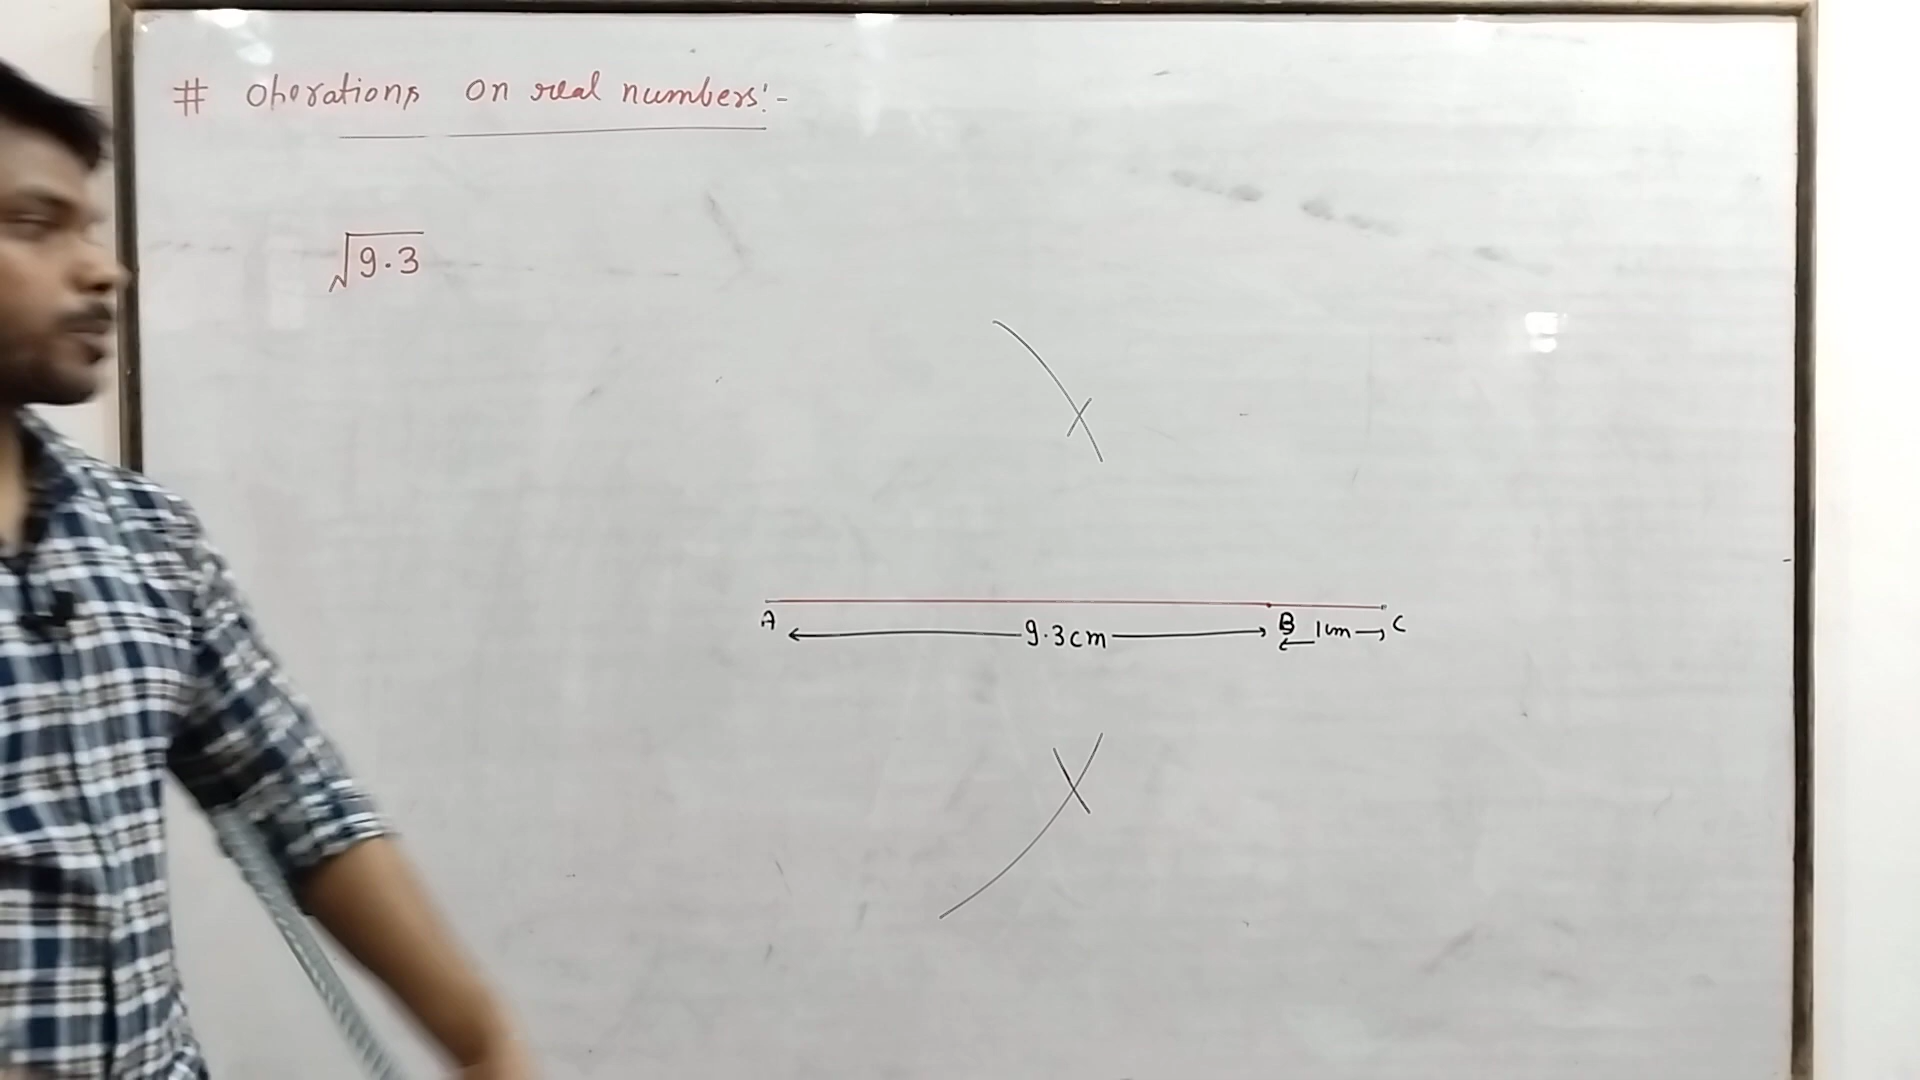 # Operations on real numbers:-
√9.3
A 9.3cm B 1cm C